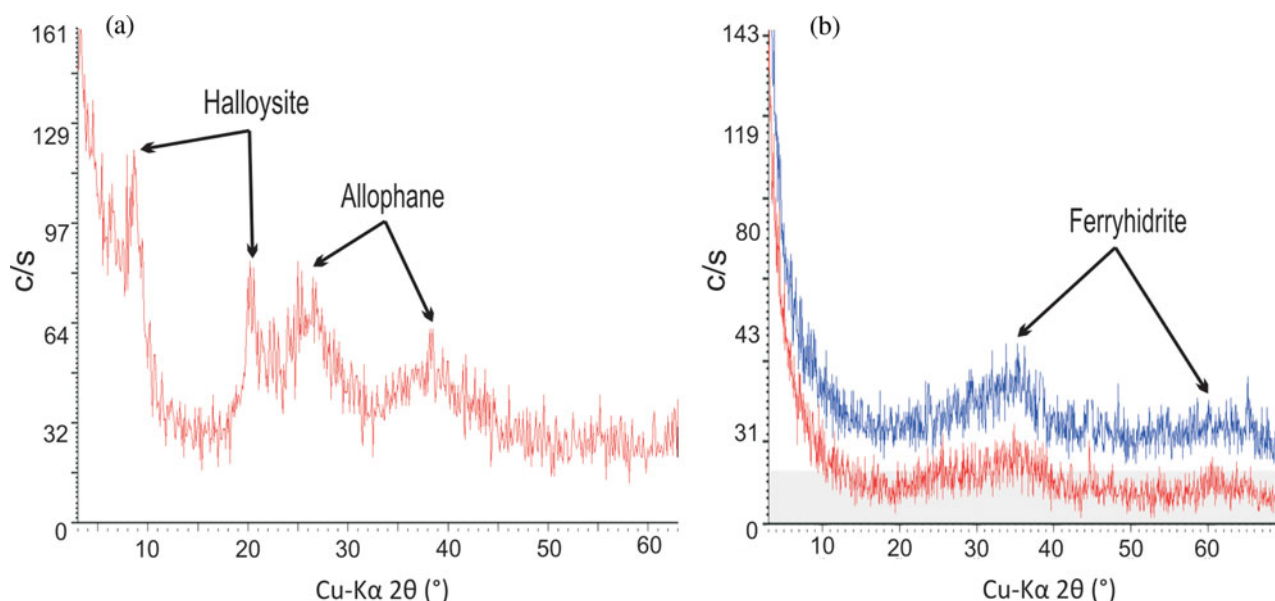 (a)
161
129
97
64
32
0
c/s
Halloysite
Allophane
10 20 30 40 50 60
Cu-Kα 2θ (°)
(b)
143
119
80
43
31
0
c/s
Ferryhidrite
10 20 30 40 50 60
Cu-Kα 2θ (°)